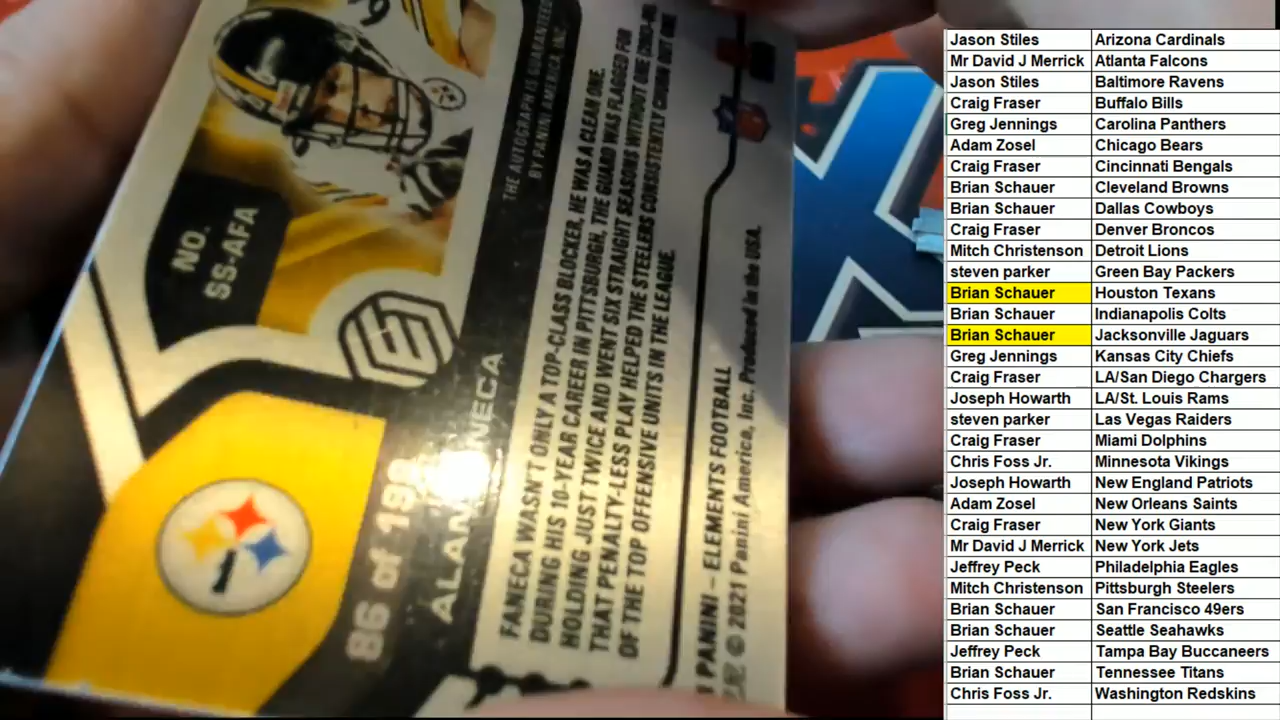 NO.
SS-AFA
THE AUTOGRAPH IS GUARANTEED
BY PANINI AMERICA, INC.
86 of 199
FANECA WASN'T ONLY A TOP-CLASS BLOCKER, HE WAS A CLEAN ONE.
DURING HIS 10-YEAR CAREER IN PITTSBURGH, THE GUARD WAS FLAGGED FOR
HOLDING JUST TWICE AND WENT SIX STRAIGHT SEASONS WITHOUT ONE
THAT PENALTY-LESS PLAY HELPED THE STEELERS CONSISTENTLY CHURN OUT ONE
OF THE TOP OFFENSIVE UNITS IN THE LEAGUE.
PANINI – ELEMENTS FOOTBALL
© 2021 Panini America, Inc. Produced in the USA.
Jason Stiles Arizona Cardinals
Mr David J Merrick Atlanta Falcons
Jason Stiles Baltimore Ravens
Craig Fraser Buffalo Bills
Greg Jennings Carolina Panthers
Adam Zosel Chicago Bears
Craig Fraser Cincinnati Bengals
Brian Schauer Cleveland Browns
Brian Schauer Dallas Cowboys
Craig Fraser Denver Broncos
Mitch Christenson Detroit Lions
steven parker Green Bay Packers
Brian Schauer Houston Texans
Brian Schauer Indianapolis Colts
Brian Schauer Jacksonville Jaguars
Greg Jennings Kansas City Chiefs
Craig Fraser LA/San Diego Chargers
Joseph Howarth LA/St. Louis Rams
steven parker Las Vegas Raiders
Craig Fraser Miami Dolphins
Chris Foss Jr. Minnesota Vikings
Joseph Howarth New England Patriots
Adam Zosel New Orleans Saints
Craig Fraser New York Giants
Mr David J Merrick New York Jets
Jeffrey Peck Philadelphia Eagles
Mitch Christenson Pittsburgh Steelers
Brian Schauer San Francisco 49ers
Brian Schauer Seattle Seahawks
Jeffrey Peck Tampa Bay Buccaneers
Brian Schauer Tennessee Titans
Chris Foss Jr. Washington Redskins